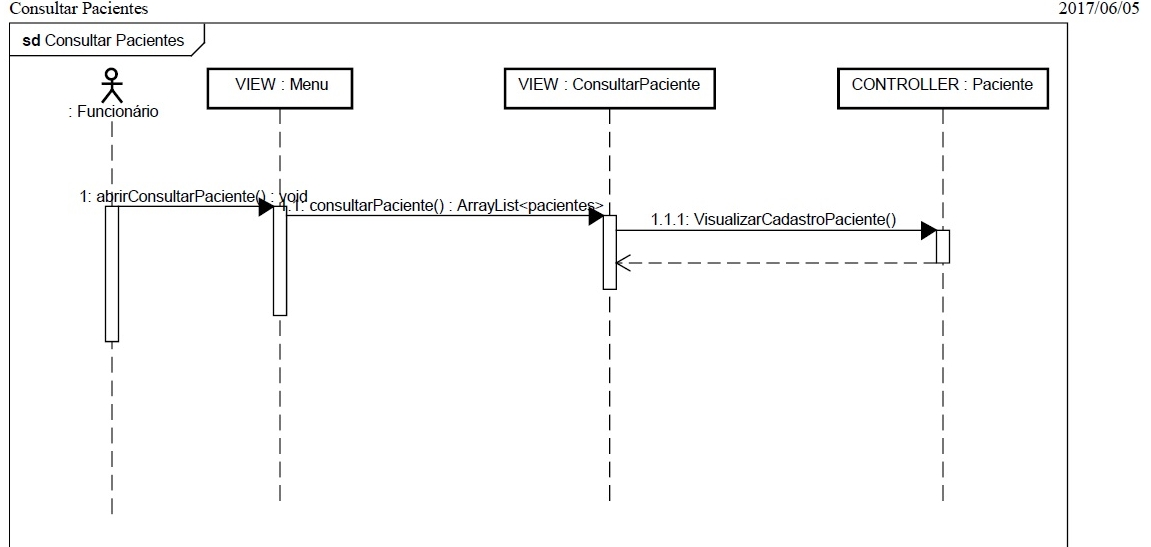 Consultar Pacientes
2017/06/05
sd Consultar Pacientes
: Funcionário
VIEW : Menu
VIEW : ConsultarPaciente
CONTROLLER : Paciente
1: abrirConsultarPaciente() : void
1.1: consultarPaciente() : ArrayList<pacientes>
1.1.1: VisualizarCadastroPaciente()